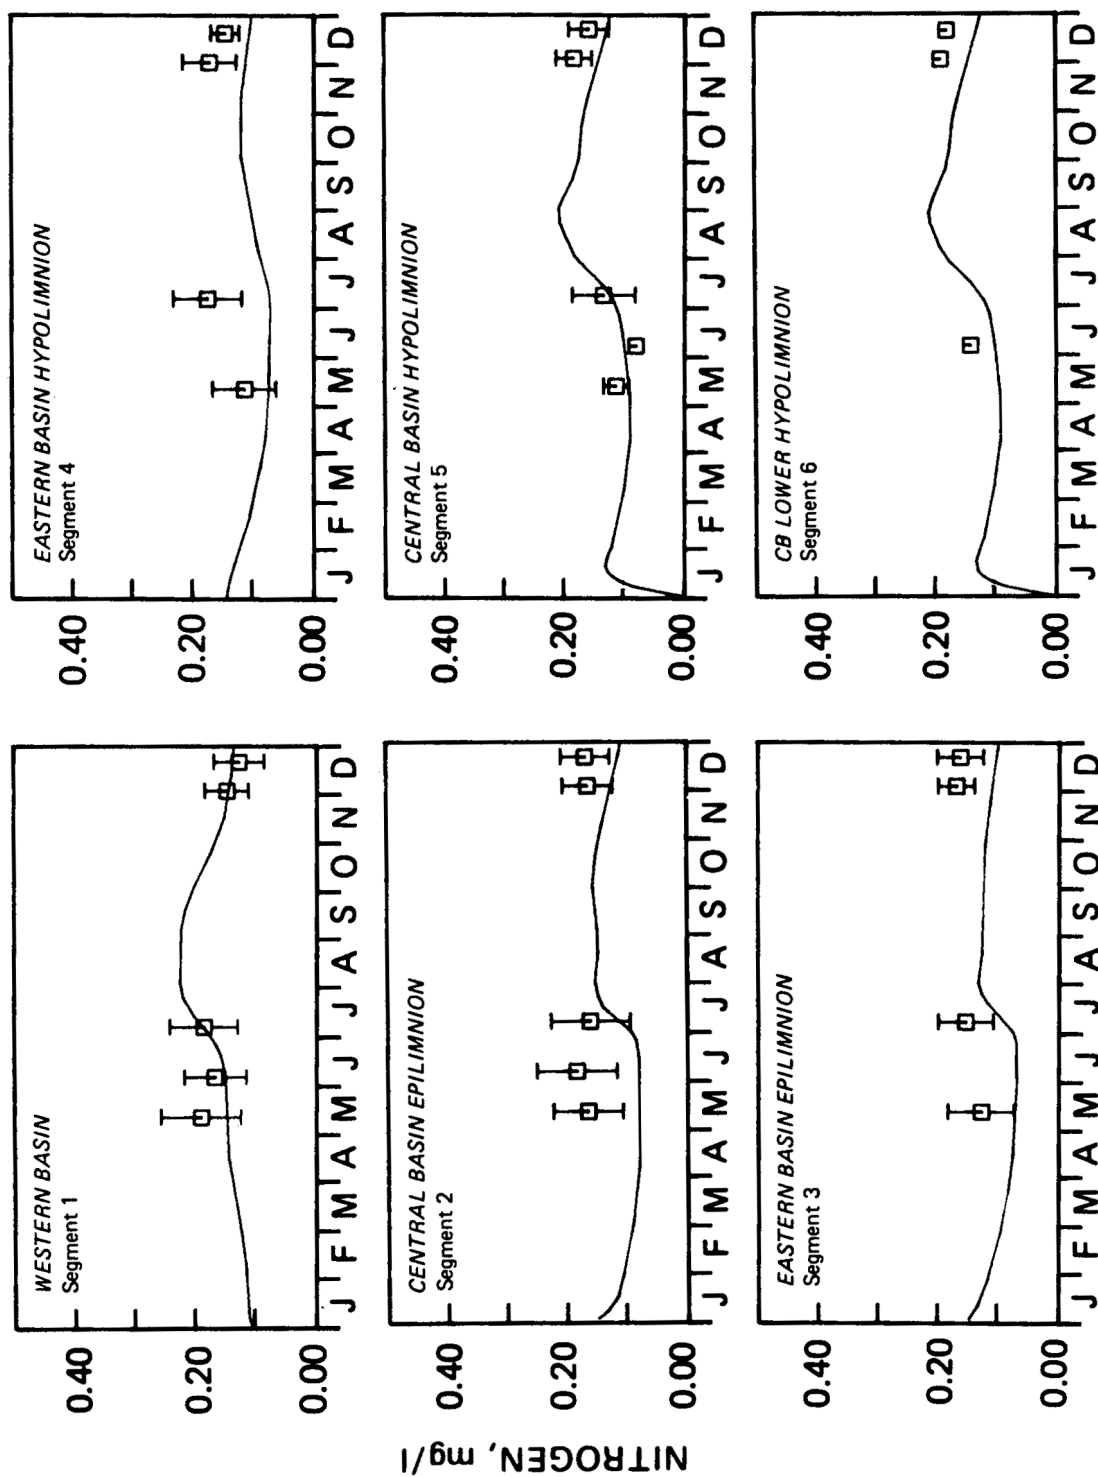 NITROGEN, mg/l
WESTERN BASIN
Segment 1
0.40
0.20
0.00
J F M A M J J A S O N D
CENTRAL BASIN EPILIMNION
Segment 2
0.40
0.20
0.00
J F M A M J J A S O N D
EASTERN BASIN EPILIMNION
Segment 3
0.40
0.20
0.00
J F M A M J J A S O N D
EASTERN BASIN HYPOLIMNION
Segment 4
0.40
0.20
0.00
J F M A M J J A S O N D
CENTRAL BASIN HYPOLIMNION
Segment 5
0.40
0.20
0.00
J F M A M J J A S O N D
CB LOWER HYPOLIMNION
Segment 6
0.40
0.20
0.00
J F M A M J J A S O N D